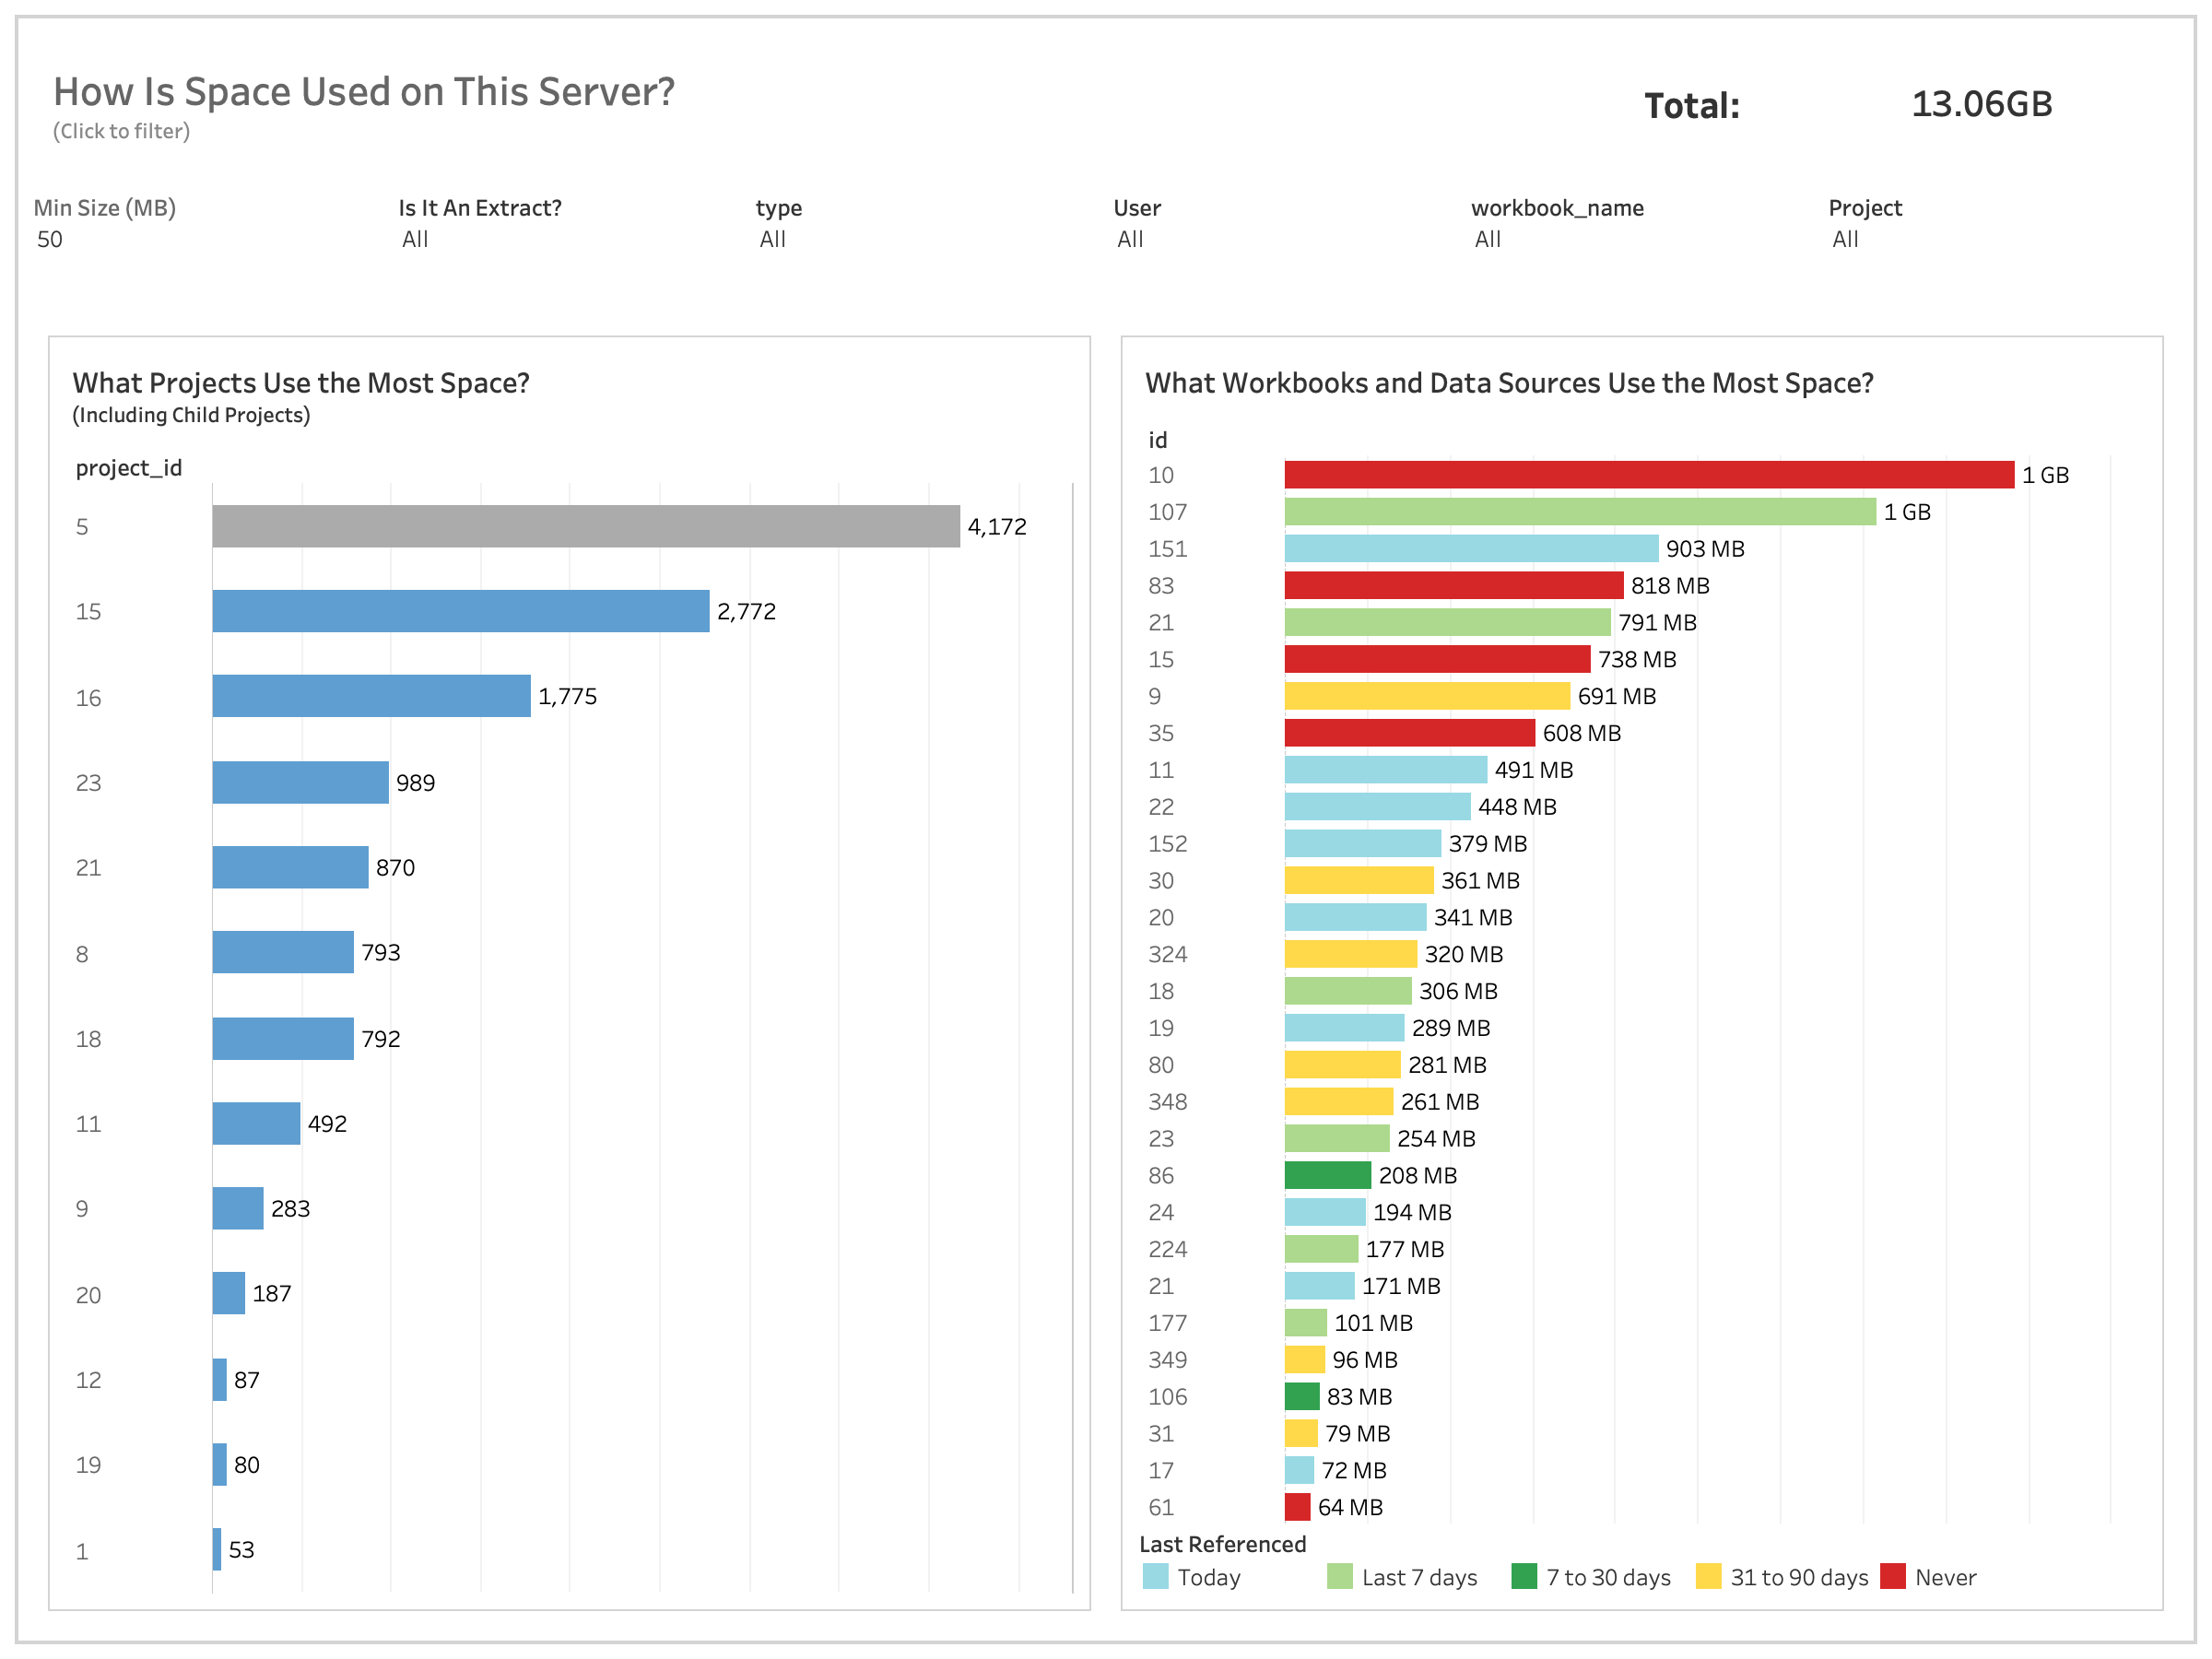 How Is Space Used on This Server?
(Click to filter)
Total: 13.06GB
Min Size (MB)
50
Is It An Extract?
All
type
All
User
All
workbook_name
All
Project
All
What Projects Use the Most Space?
(Including Child Projects)
project_id
5 4,172
15 2,772
16 1,775
23 989
21 870
8 793
18 792
11 492
9 283
20 187
12 87
19 80
1 53
What Workbooks and Data Sources Use the Most Space?
id
10 1 GB
107 1 GB
151 903 MB
83 818 MB
21 791 MB
15 738 MB
9 691 MB
35 608 MB
11 491 MB
22 448 MB
152 379 MB
30 361 MB
20 341 MB
324 320 MB
18 306 MB
19 289 MB
80 281 MB
348 261 MB
23 254 MB
86 208 MB
24 194 MB
224 177 MB
21 171 MB
177 101 MB
349 96 MB
106 83 MB
31 79 MB
17 72 MB
61 64 MB
Last Referenced
Today Last 7 days 7 to 30 days 31 to 90 days Never